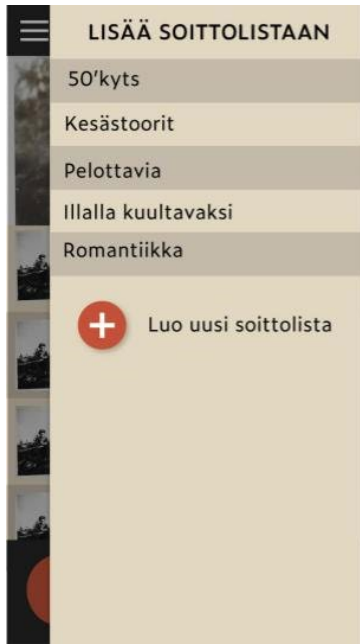 LISÄÄ SOITTOLISTAAN
50'kyts
Kesästoorit
Pelottavia
Illalla kuultavaksi
Romantiikka
Luo uusi soittolista